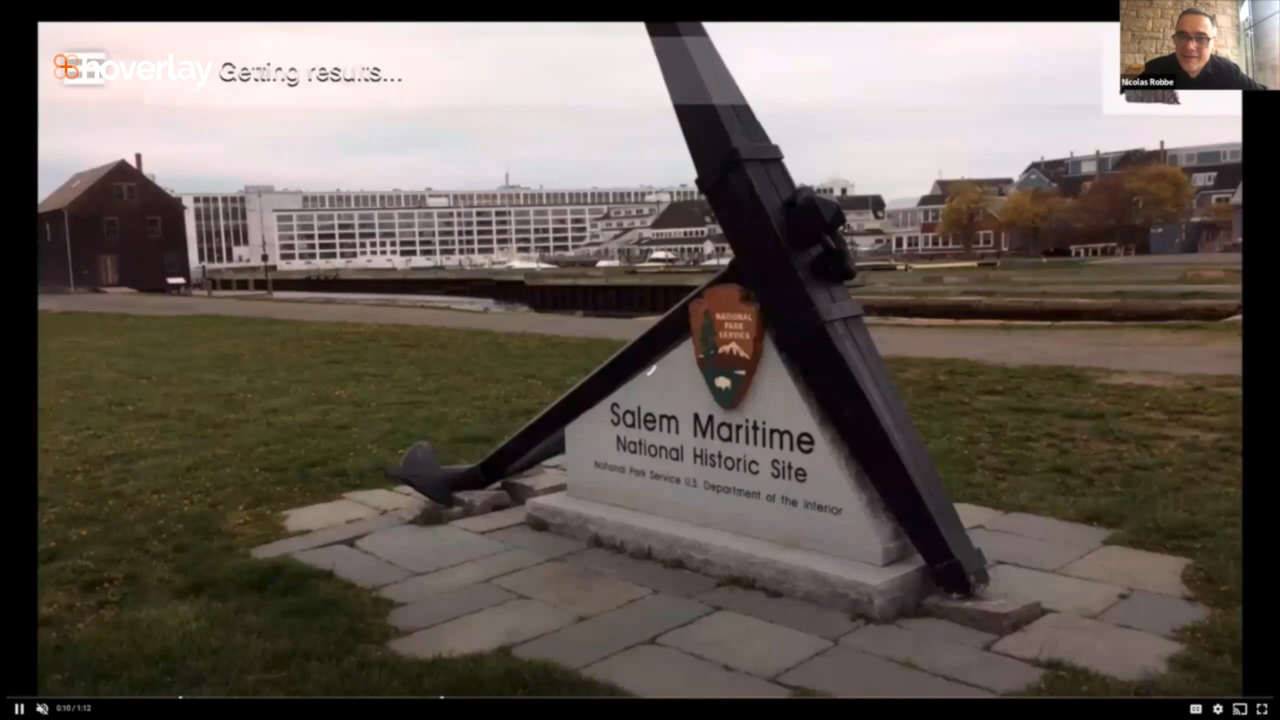 hoverlay Getting results...
Nicolas Robbe
NATIONAL
PARK
SERVICE
Salem Maritime
National Historic Site
National Park Service U.S. Department of the Interior
0:10 / 1:12